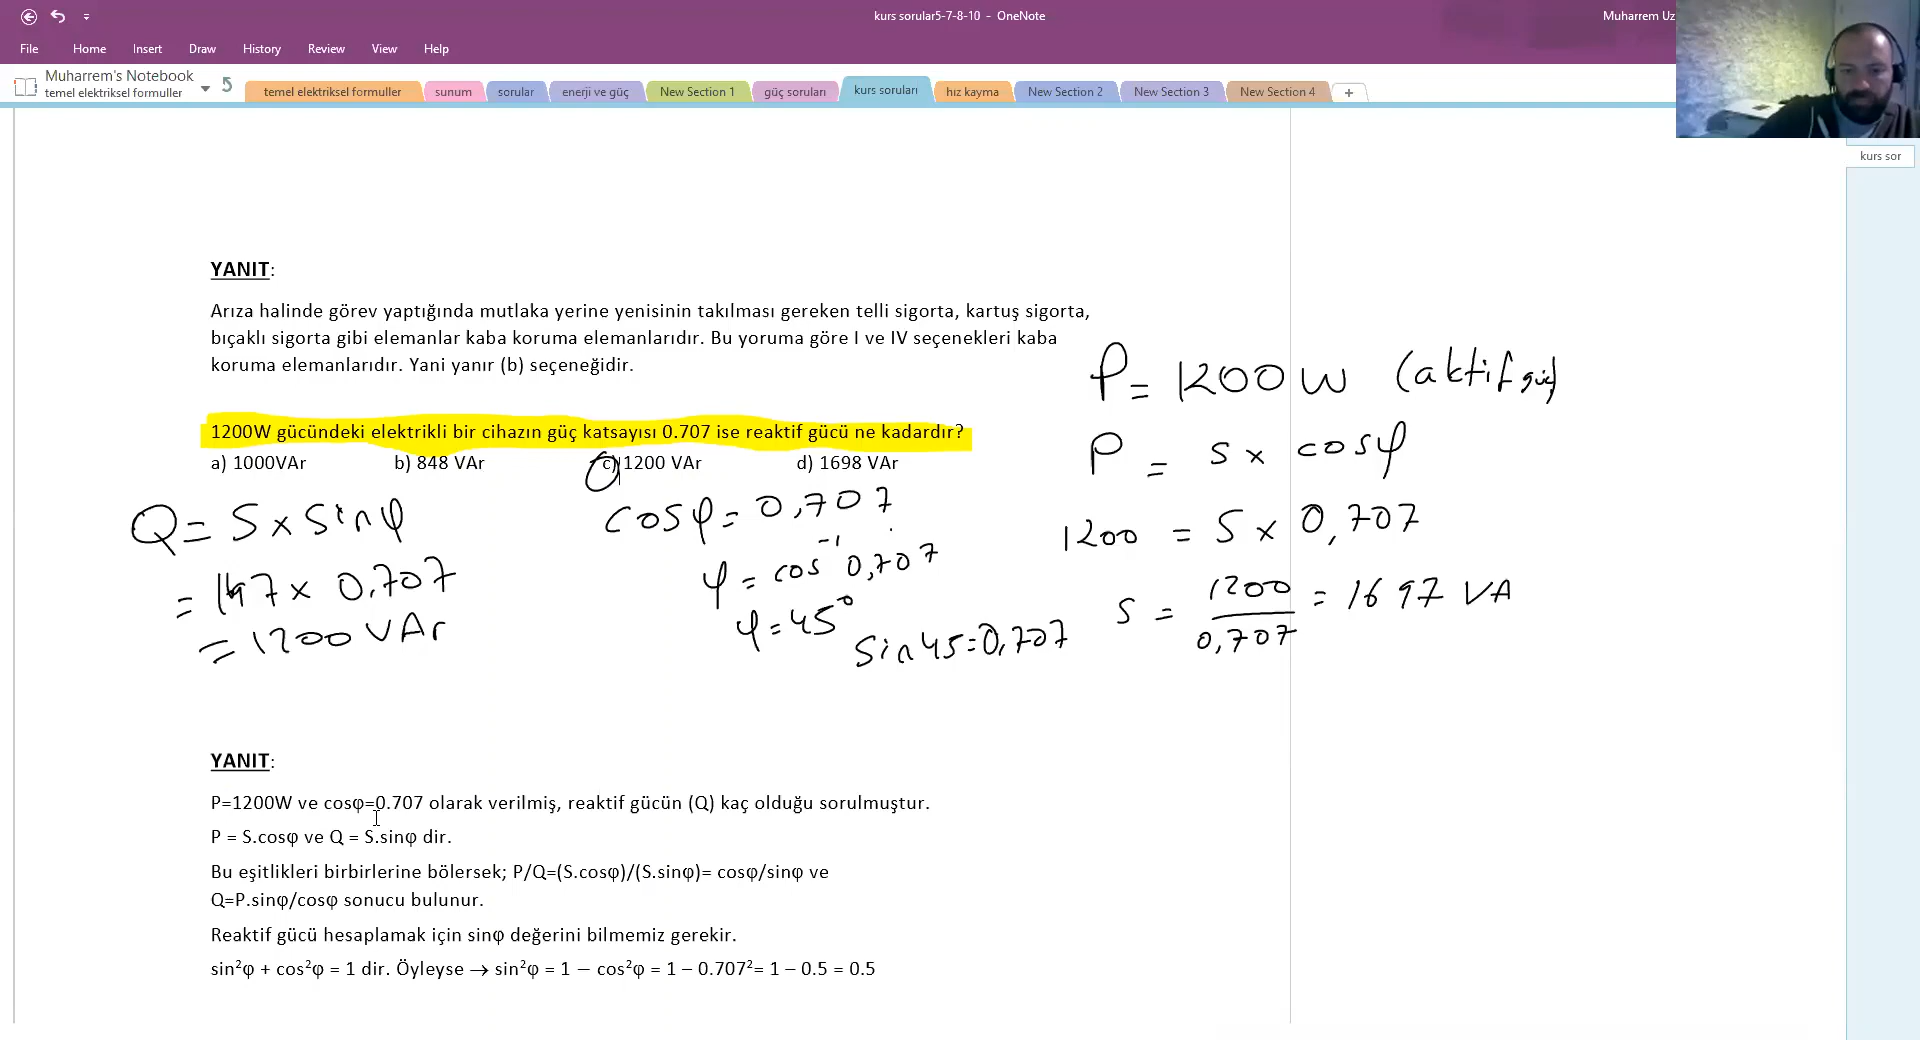 kurs sorular5-7-8-10 - OneNote
Muharrem Uz
File Home Insert Draw History Review View Help
Muharrem's Notebook
temel elektriksel formuller
temel elektriksel formuller sunum sorular enerji ve güç New Section 1 güç soruları kurs soruları hız kayma New Section 2 New Section 3 New Section 4 +
kurs sor
YANIT:
Arıza halinde görev yaptığında mutlaka yerine yenisinin takılması gereken telli sigorta, kartuş sigorta,
bıçaklı sigorta gibi elemanlar kaba koruma elemanlarıdır. Bu yoruma göre I ve IV seçenekleri kaba
koruma elemanlarıdır. Yani yanır (b) seçeneğidir.
1200W gücündeki elektrikli bir cihazın güç katsayısı 0.707 ise reaktif gücü ne kadardır?
a) 1000VAr b) 848 VAr c) 1200 VAr d) 1698 VAr
Q = S x Sinφ
= x 0,707
= 1200 VAr
cosφ = 0,707
φ = cos⁻¹ 0,707
φ = 45°
Sin45 = 0,707
P = 1200 W (aktif güç)
P = S x cosφ
1200 = S x 0,707
S = 1200/0,707 = 1697 VA
YANIT:
P=1200W ve cosφ=0.707 olarak verilmiş, reaktif gücün (Q) kaç olduğu sorulmuştur.
P = S.cosφ ve Q = S.sinφ dir.
Bu eşitlikleri birbirlerine bölersek; P/Q=(S.cosφ)/(S.sinφ)= cosφ/sinφ ve
Q=P.sinφ/cosφ sonucu bulunur.
Reaktif gücü hesaplamak için sinφ değerini bilmemiz gerekir.
sin²φ + cos²φ = 1 dir. Öyleyse → sin²φ = 1 − cos²φ = 1 – 0.707²= 1 – 0.5 = 0.5